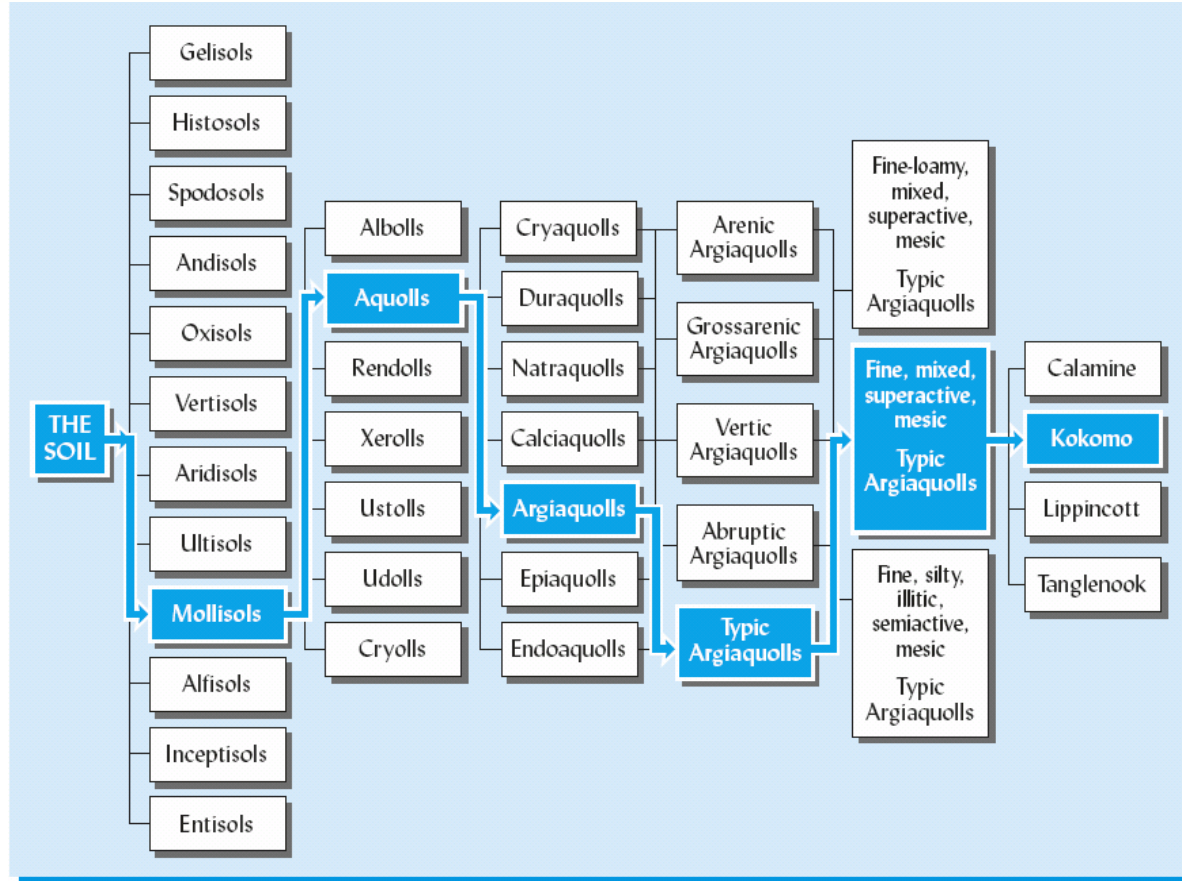 THE
SOIL
Gelisols
Histosols
Spodosols
Andisols
Oxisols
Vertisols
Aridisols
Ultisols
Mollisols
Alfisols
Inceptisols
Entisols
Albolls
Aquolls
Rendolls
Xerolls
Ustolls
Udolls
Cryolls
Cryaquolls
Duraquolls
Natraquolls
Calciaquolls
Argiaquolls
Epiaquolls
Endoaquolls
Arenic
Argiaquolls
Grossarenic
Argiaquolls
Vertic
Argiaquolls
Abruptic
Argiaquolls
Typic
Argiaquolls
Fine-loamy,
mixed,
superactive,
mesic
Typic
Argiaquolls
Fine, mixed,
superactive,
mesic
Typic
Argiaquolls
Fine, silty,
illitic,
semiactive,
mesic
Typic
Argiaquolls
Calamine
Kokomo
Lippincott
Tanglenook